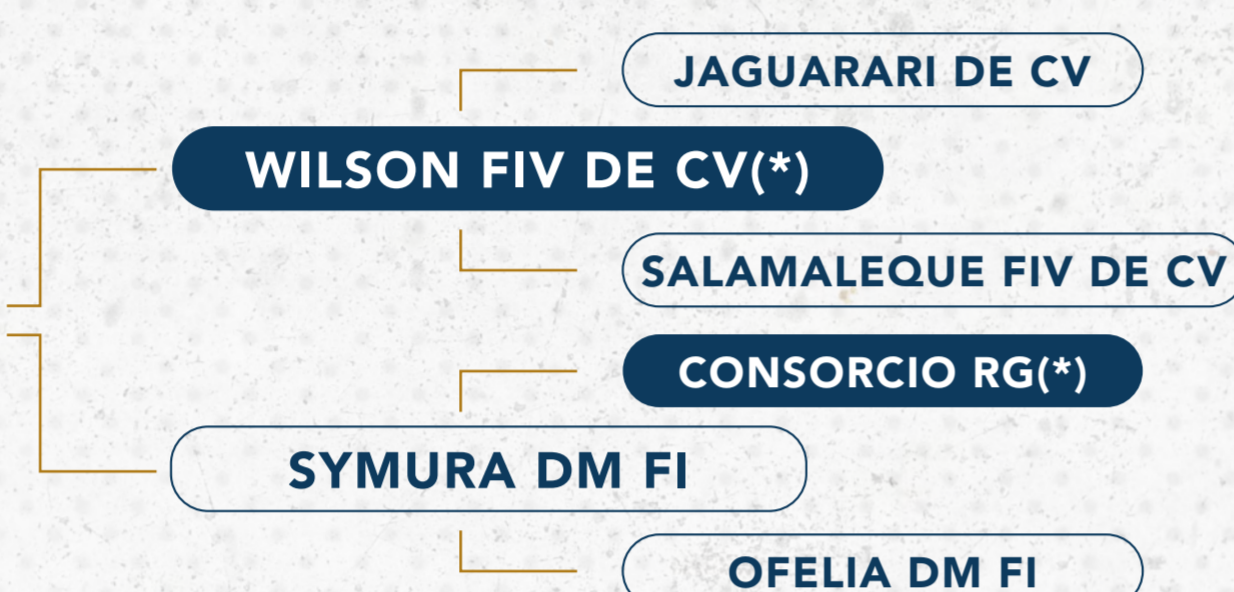 JAGUARARI DE CV
WILSON FIV DE CV(*)
SALAMALEQUE FIV DE CV
CONSORCIO RG(*)
SYMURA DM FI
OFELIA DM FI